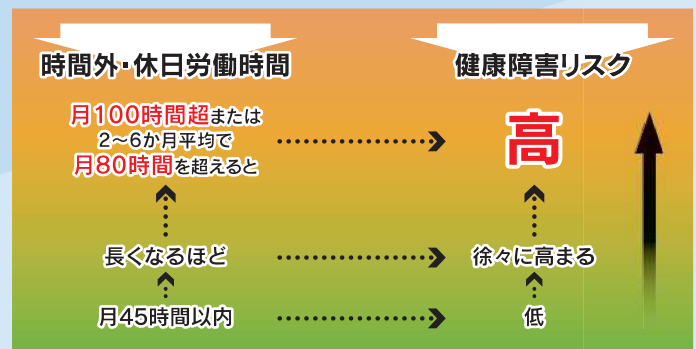 時間外・休日労働時間
健康障害リスク
月100時間超または
2〜6か月平均で
月80時間を超えると
高
長くなるほど
徐々に高まる
月45時間以内
低